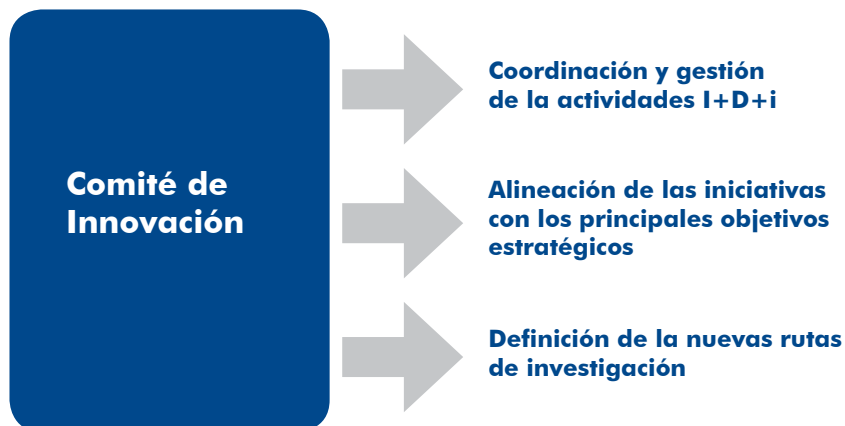 Comité de
Innovación
Coordinación y gestión
de la actividades I+D+i
Alineación de las iniciativas
con los principales objetivos
estratégicos
Definición de la nuevas rutas
de investigación